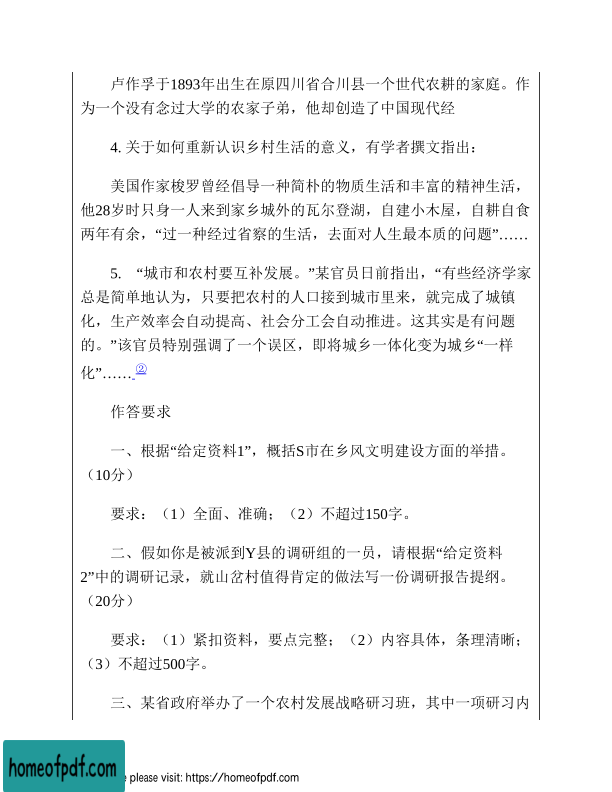 卢作孚于1893年出生在原四川省合川县一个世代农耕的家庭。作
为一个没有念过大学的农家子弟，他却创造了中国现代经
4. 关于如何重新认识乡村生活的意义，有学者撰文指出：
美国作家梭罗曾经倡导一种简朴的物质生活和丰富的精神生活，
他28岁时只身一人来到家乡城外的瓦尔登湖，自建小木屋，自耕自食
两年有余，“过一种经过省察的生活，去面对人生最本质的问题”……
5. “城市和农村要互补发展。”某官员日前指出，“有些经济学家
总是简单地认为，只要把农村的人口接到城市里来，就完成了城镇
化，生产效率会自动提高、社会分工会自动推进。这其实是有问题
的。”该官员特别强调了一个误区，即将城乡一体化变为城乡“一样
化”……②
作答要求
一、根据“给定资料1”，概括S市在乡风文明建设方面的举措。
（10分）
要求：（1）全面、准确；（2）不超过150字。
二、假如你是被派到Y县的调研组的一员，请根据“给定资料
2”中的调研记录，就山岔村值得肯定的做法写一份调研报告提纲。
（20分）
要求：（1）紧扣资料，要点完整；（2）内容具体，条理清晰；
（3）不超过500字。
三、某省政府举办了一个农村发展战略研习班，其中一项研习内
homeofpdf.com
e please visit: https://homeofpdf.com